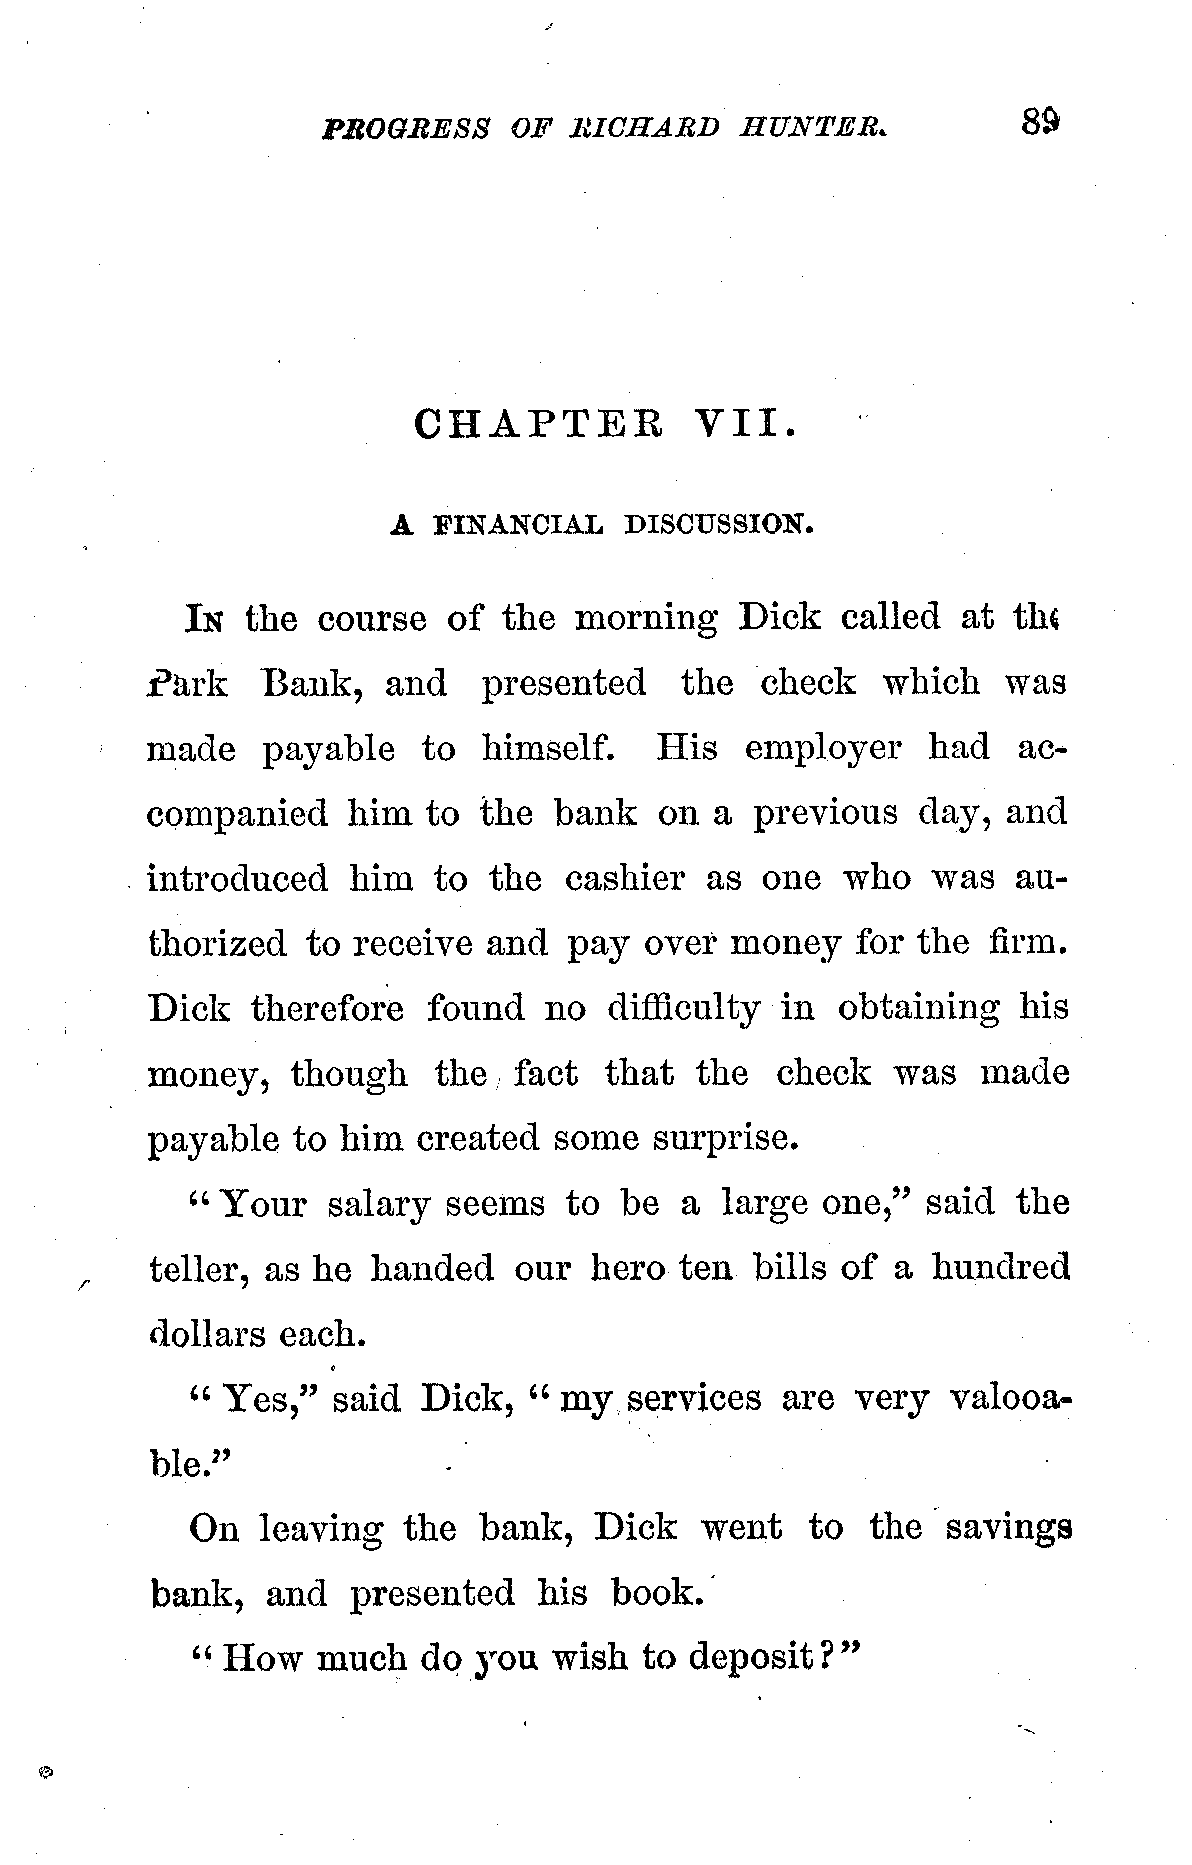 PROGRESS OF RICHARD HUNTER. 89
CHAPTER VII.
A FINANCIAL DISCUSSION.
In the course of the morning Dick called at the
Park Bank, and presented the check which was
made payable to himself. His employer had ac-
companied him to the bank on a previous day, and
introduced him to the cashier as one who was au-
thorized to receive and pay over money for the firm.
Dick therefore found no difficulty in obtaining his
money, though the fact that the check was made
payable to him created some surprise.
“Your salary seems to be a large one,” said the
teller, as he handed our hero ten bills of a hundred
dollars each.
“Yes,” said Dick, “my services are very valooa-
ble.”
On leaving the bank, Dick went to the savings
bank, and presented his book.
“How much do you wish to deposit?”